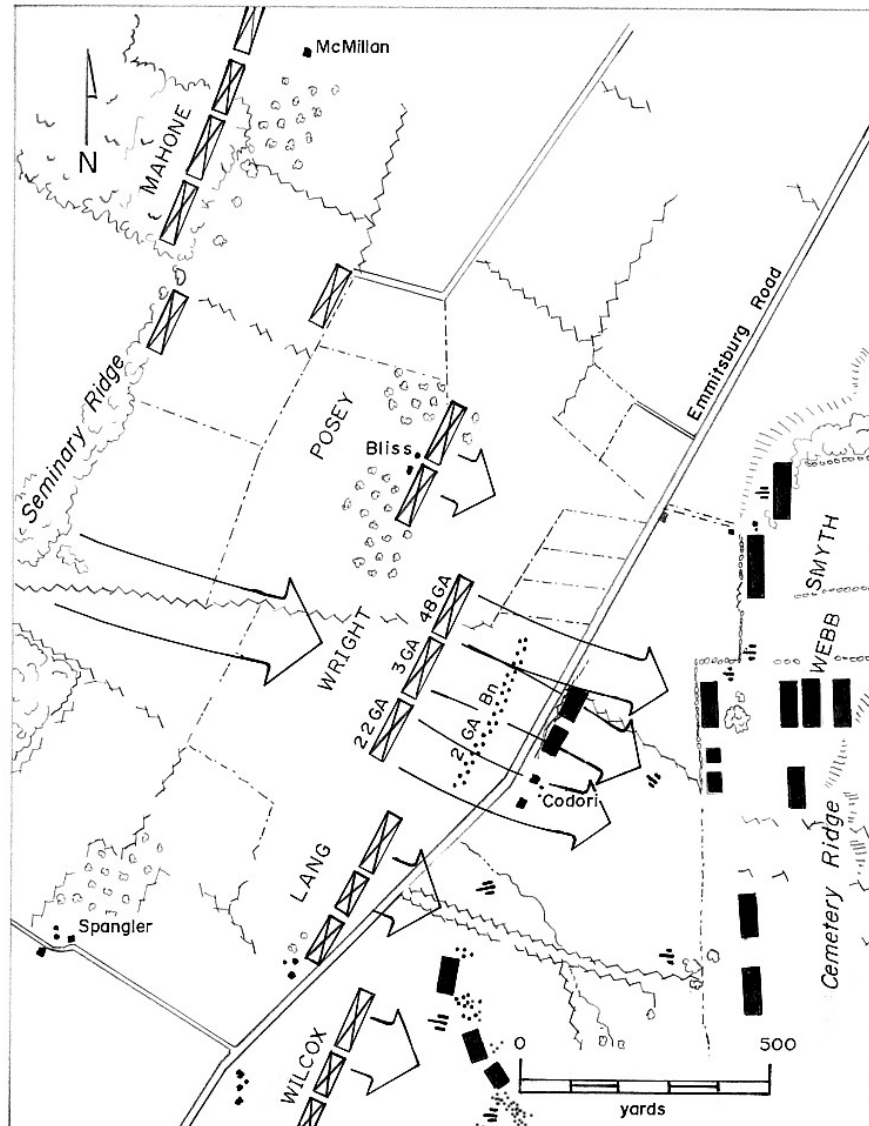 McMillan
MAHONE
N
Emmitsburg Road
Seminary Ridge
POSEY
Bliss
SMYTH
WEBB
48 GA
WRIGHT
3 GA
2 GA Bn
22 GA
Codori
LANG
Cemetery Ridge
Spangler
WILCOX
0 500
yards